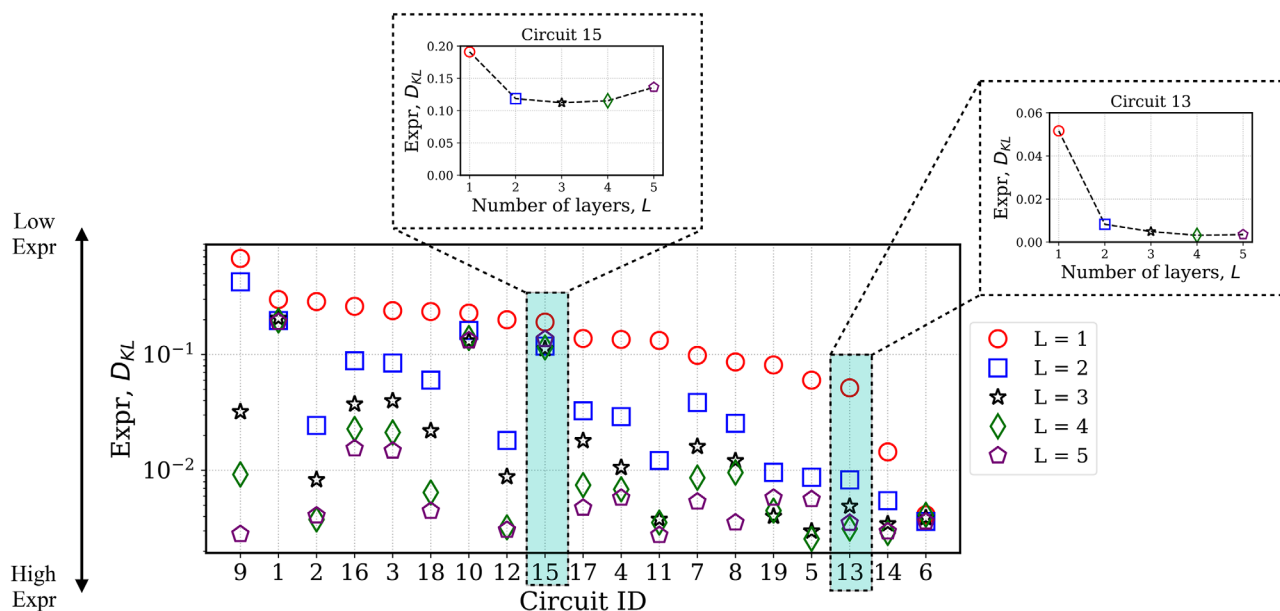 Circuit 15
Expr, D_KL
0.20
0.15
0.10
0.05
0.00
1 2 3 4 5
Number of layers, L
Circuit 13
Expr, D_KL
0.06
0.04
0.02
0.00
1 2 3 4 5
Number of layers, L
Low
Expr
High
Expr
Expr, D_KL
10⁻¹
10⁻²
9 1 2 16 3 18 10 12 15 17 4 11 7 8 19 5 13 14 6
Circuit ID
L = 1
L = 2
L = 3
L = 4
L = 5